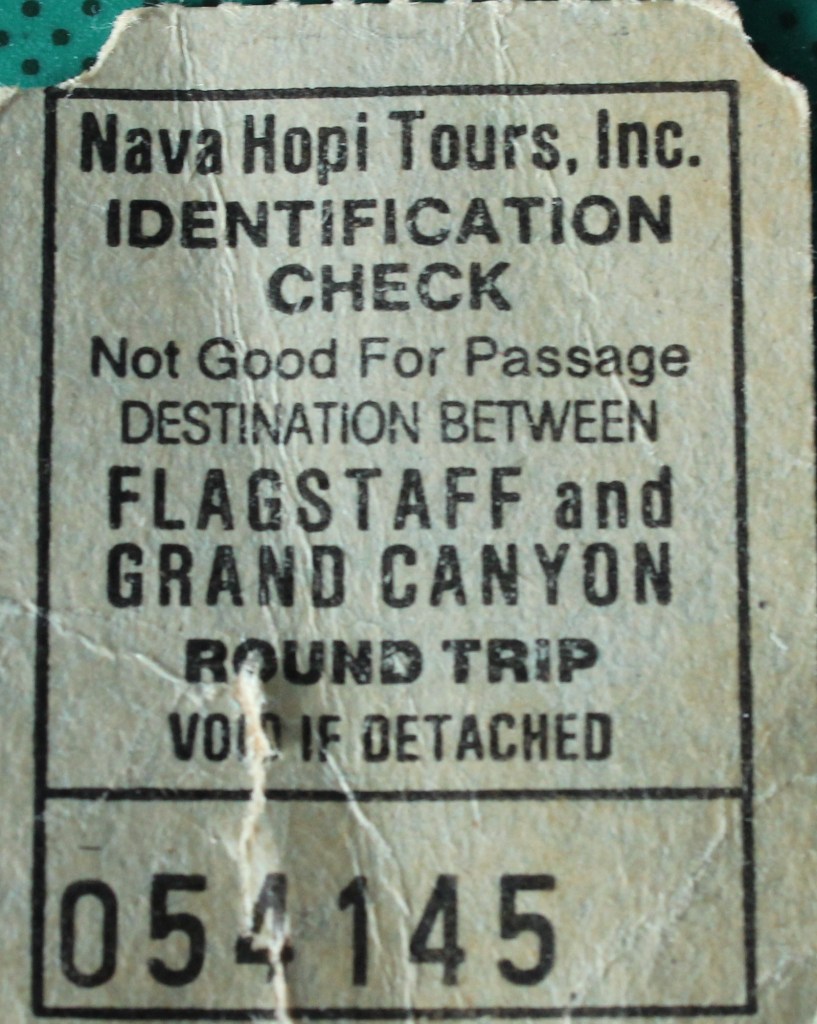 Nava Hopi Tours, Inc.
IDENTIFICATION
CHECK
Not Good For Passage
DESTINATION BETWEEN
FLAGSTAFF and
GRAND CANYON
ROUND TRIP
VOID IF DETACHED
054145